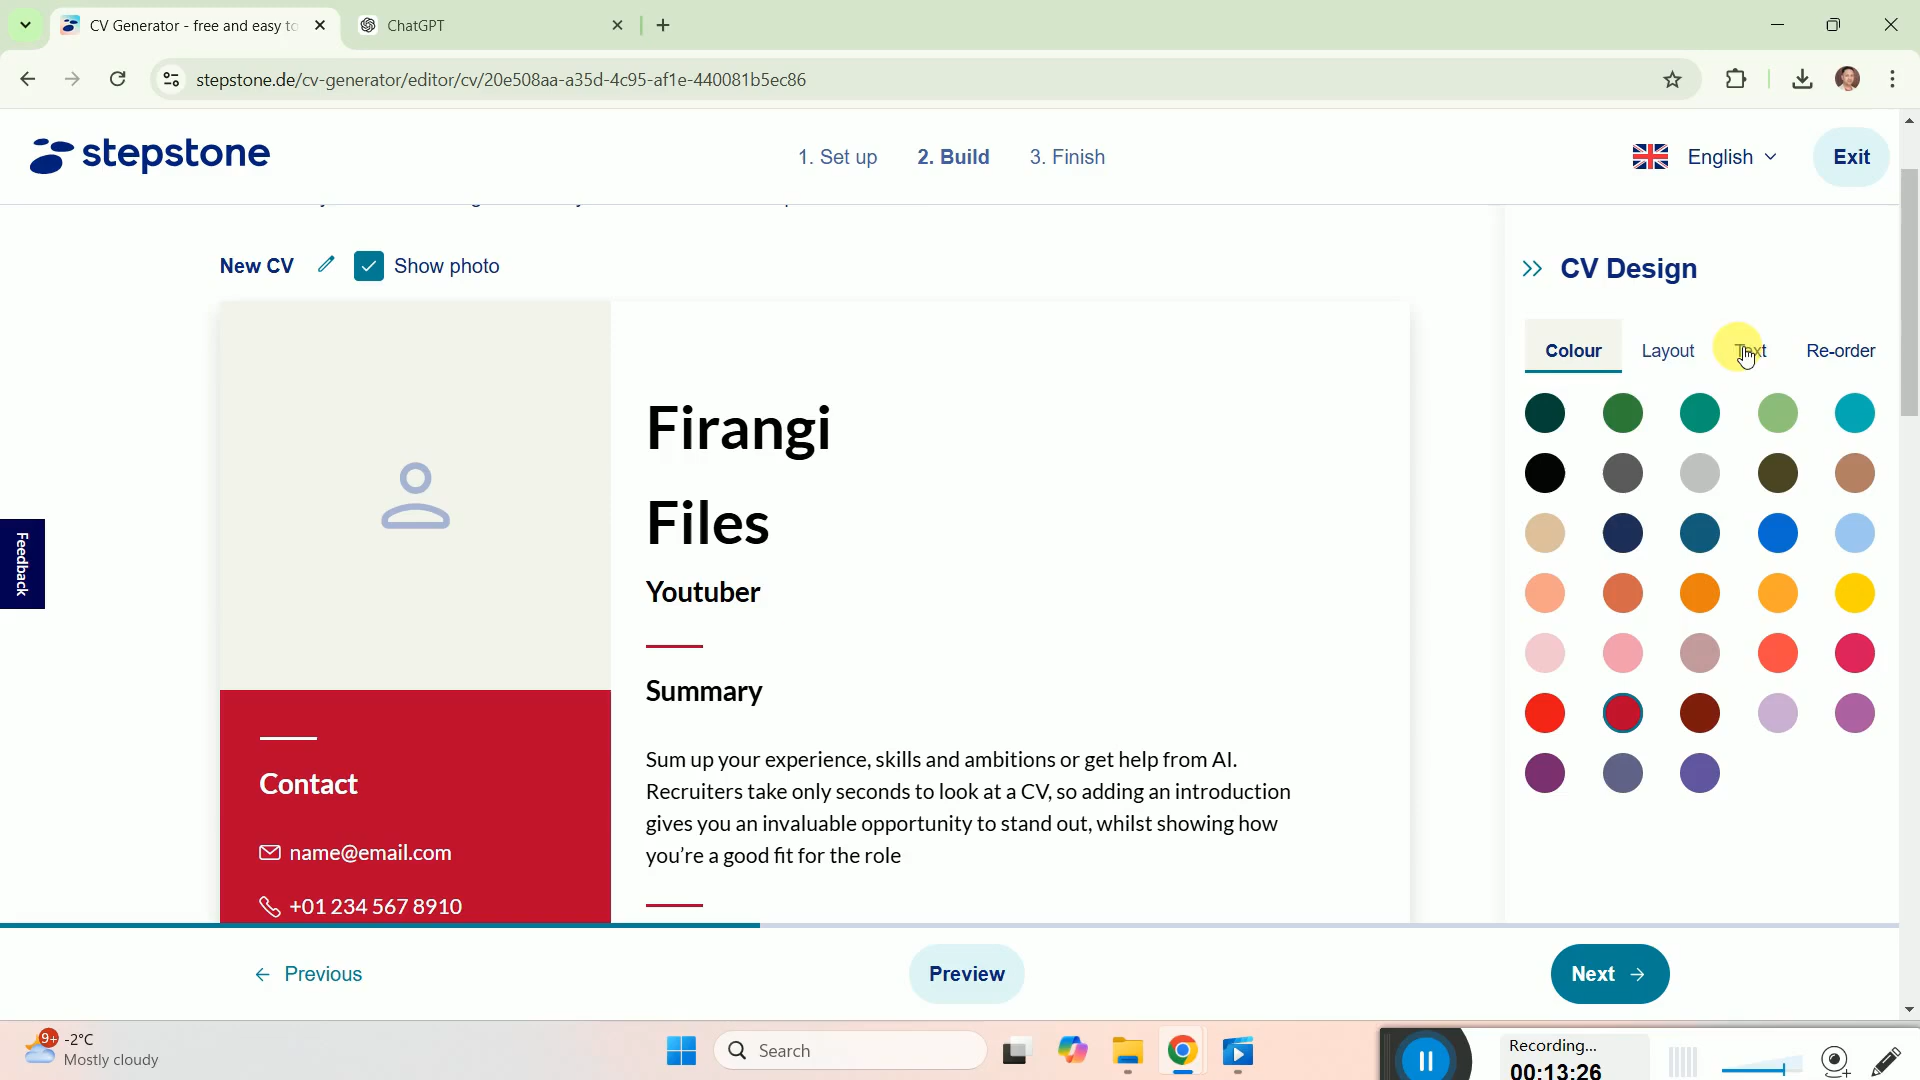 CV Generator - free and easy to
ChatGPT
stepstone.de/cv-generator/editor/cv/20e508aa-a35d-4c95-af1e-440081b5ec86
stepstone
1. Set up
2. Build
3. Finish
English
Exit
New CV
Show photo
CV Design
Colour
Layout
Text
Re-order
Firangi
Files
Youtuber
Summary
Sum up your experience, skills and ambitions or get help from AI.
Recruiters take only seconds to look at a CV, so adding an introduction
gives you an invaluable opportunity to stand out, whilst showing how
you're a good fit for the role
Contact
name@email.com
+01 234 567 8910
Feedback
Previous
Preview
Next
9+
-2°C
Mostly cloudy
Search
Recording...
00:13:26